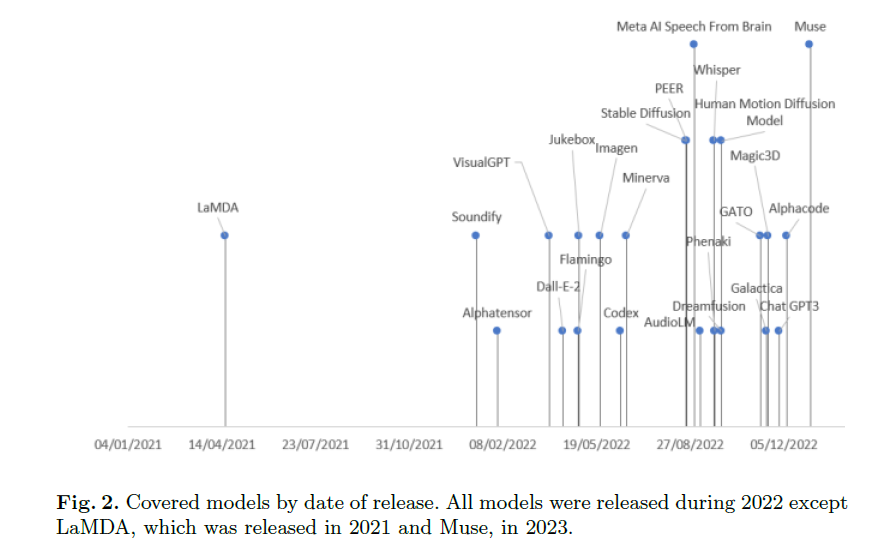 Meta AI Speech From Brain Muse
Whisper
PEER
Human Motion Diffusion
Model
Stable Diffusion
Jukebox
Imagen
Magic3D
VisualGPT
Minerva
LaMDA
GATO Alphacode
Soundify
Phenaki
Flamingo
Dall-E-2
Galactica
Alphatensor
Codex
Dreamfusion
Chat GPT3
AudioLM
04/01/2021 14/04/2021 23/07/2021 31/10/2021 08/02/2022 19/05/2022 27/08/2022 05/12/2022
Fig. 2. Covered models by date of release. All models were released during 2022 except
LaMDA, which was released in 2021 and Muse, in 2023.